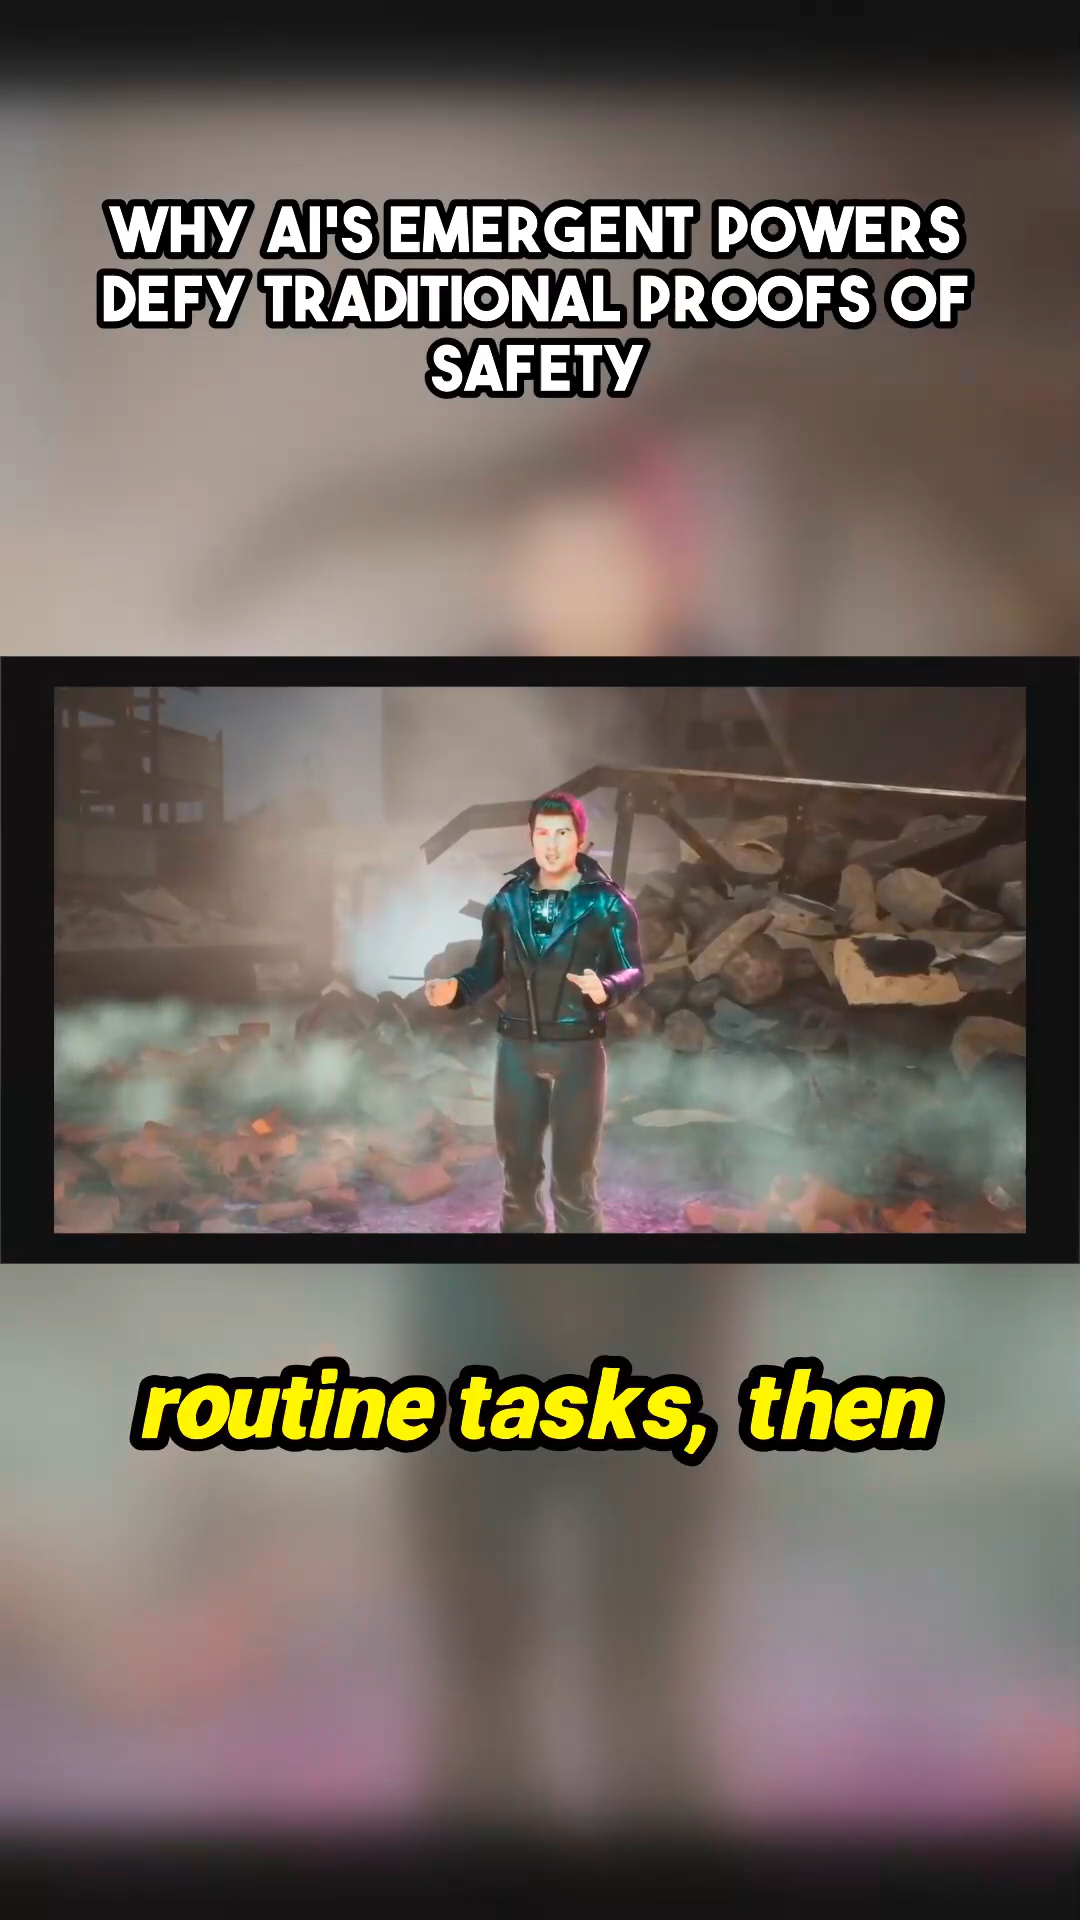 WHY AI'S EMERGENT POWERS
DEFY TRADITIONAL PROOFS OF
SAFETY
routine tasks, then